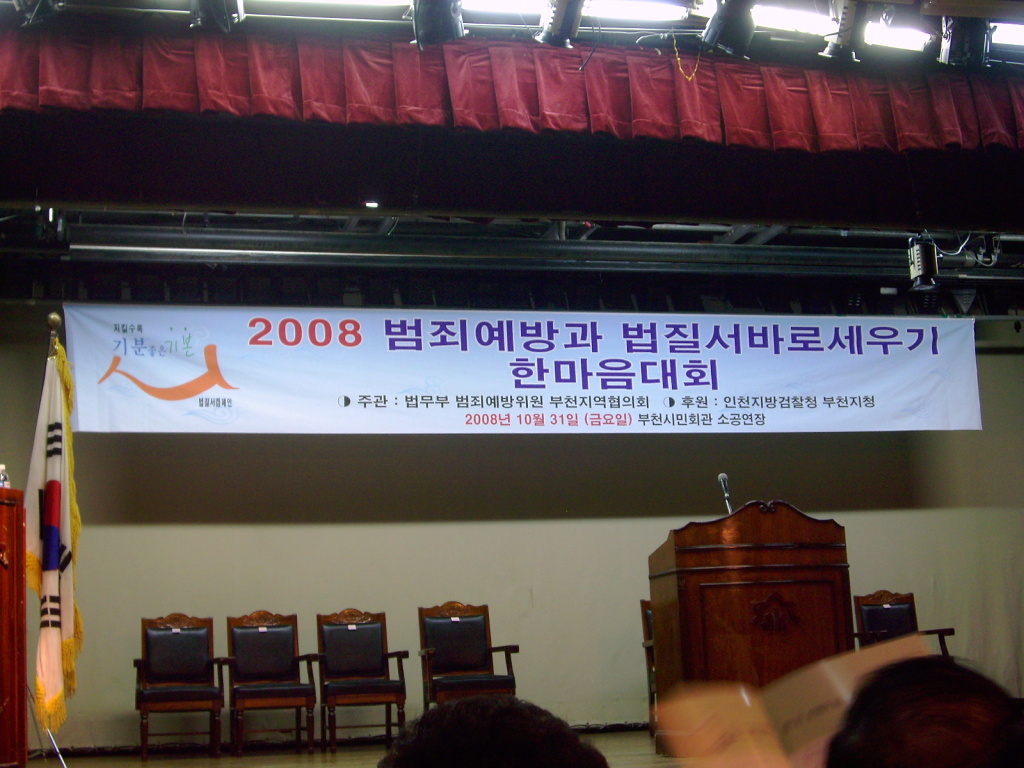 지킬수록
기분좋은기본
법질서캠페인
2008 범죄예방과 법질서바로세우기
한마음대회
주관 : 법무부 범죄예방위원 부천지역협의회 후원 : 인천지방검찰청 부천지청
2008년 10월 31일 (금요일) 부천시민회관 소공연장